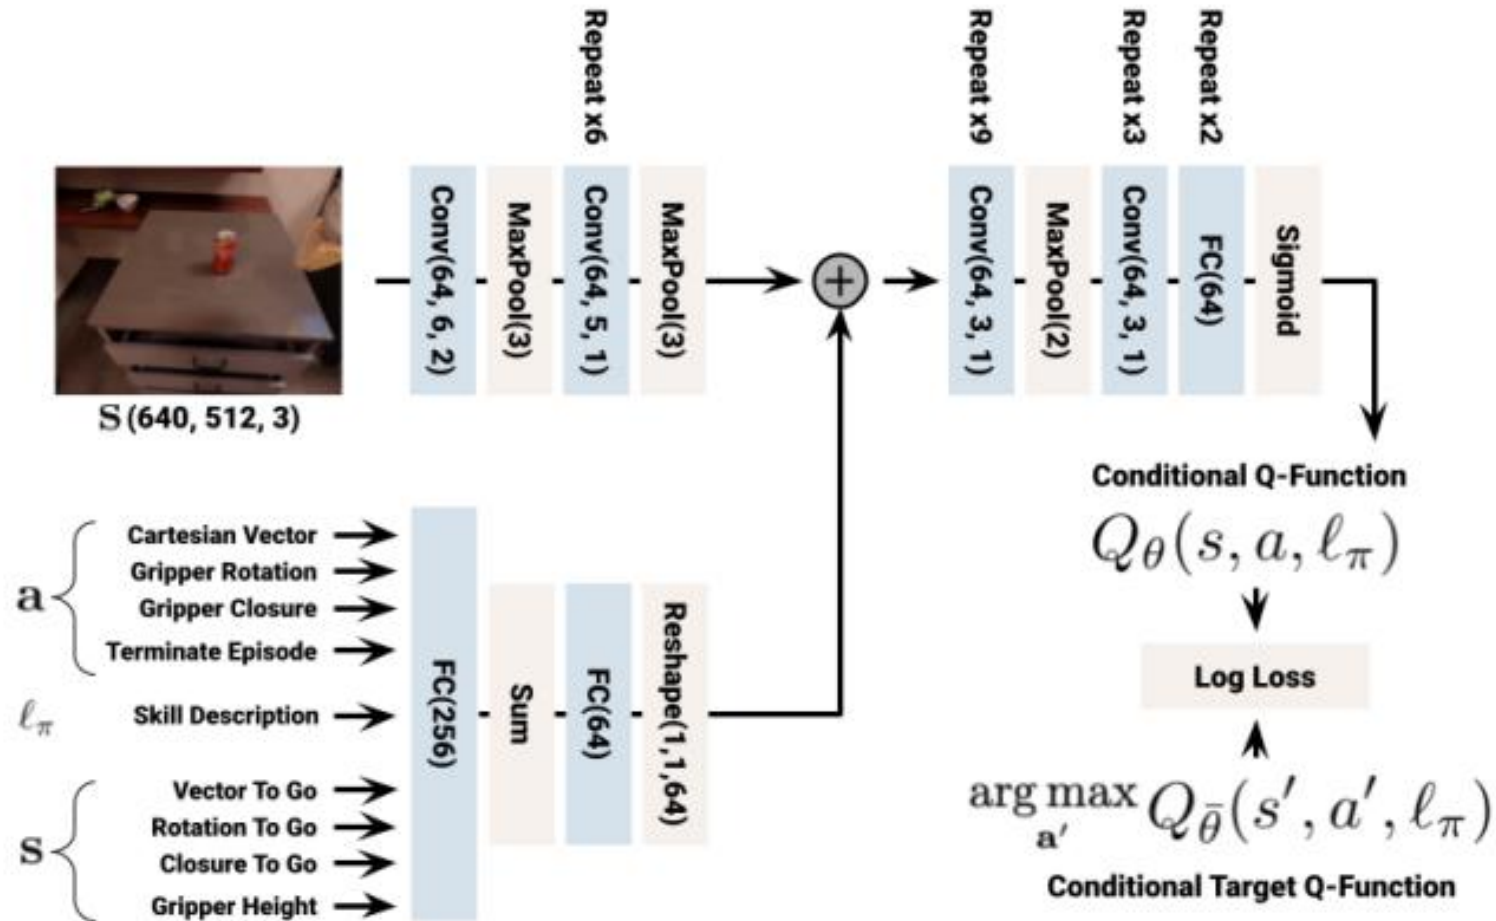 Repeat x6
Repeat x9
Repeat x3
Repeat x2
Conv(64, 6, 2)
MaxPool(3)
Conv(64, 5, 1)
MaxPool(3)
+
Conv(64, 3, 1)
MaxPool(2)
Conv(64, 3, 1)
FC(64)
Sigmoid
S (640, 512, 3)
a
Cartesian Vector
Gripper Rotation
Gripper Closure
Terminate Episode
ℓπ
Skill Description
s
Vector To Go
Rotation To Go
Closure To Go
Gripper Height
FC(256)
Sum
FC(64)
Reshape(1,1,64)
Conditional Q-Function
Qθ(s, a, ℓπ)
Log Loss
arg max Qθ̄(s′, a′, ℓπ)
a′
Conditional Target Q-Function